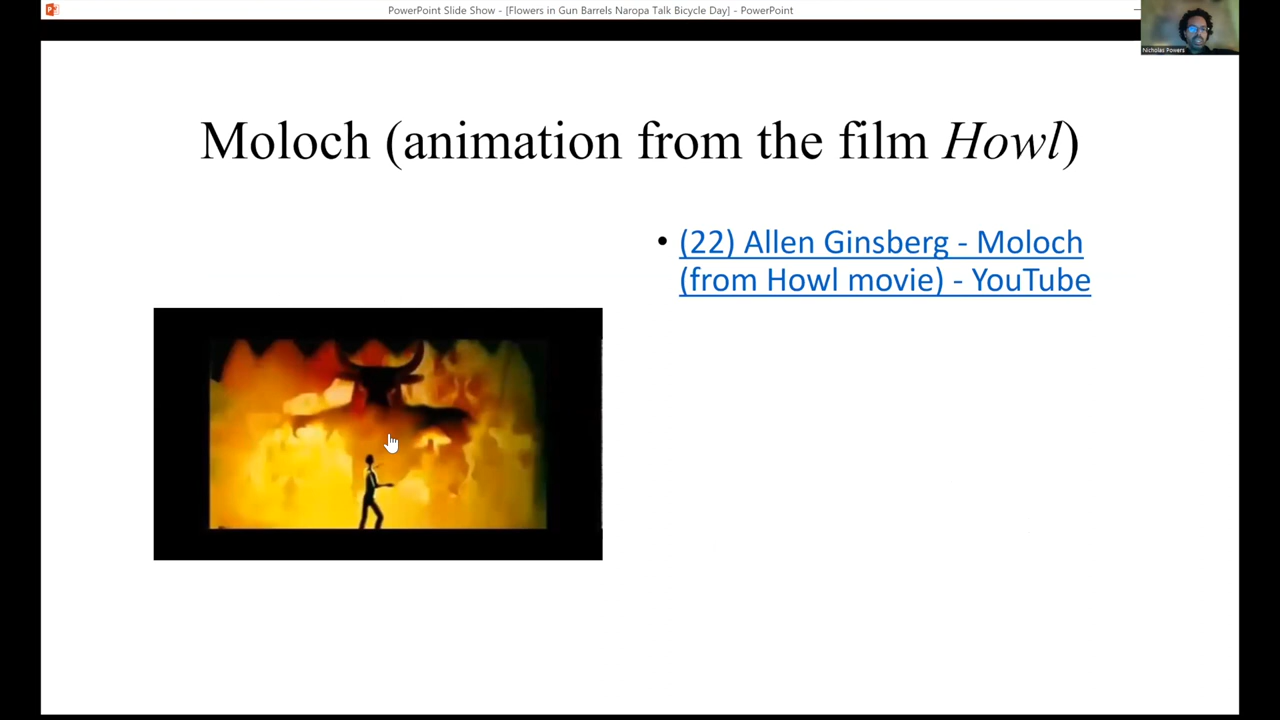 PowerPoint Slide Show - [Flowers in Gun Barrels Naropa Talk Bicycle Day] - PowerPoint
Nicholas Powers
Moloch (animation from the film Howl)
• (22) Allen Ginsberg - Moloch
(from Howl movie) - YouTube